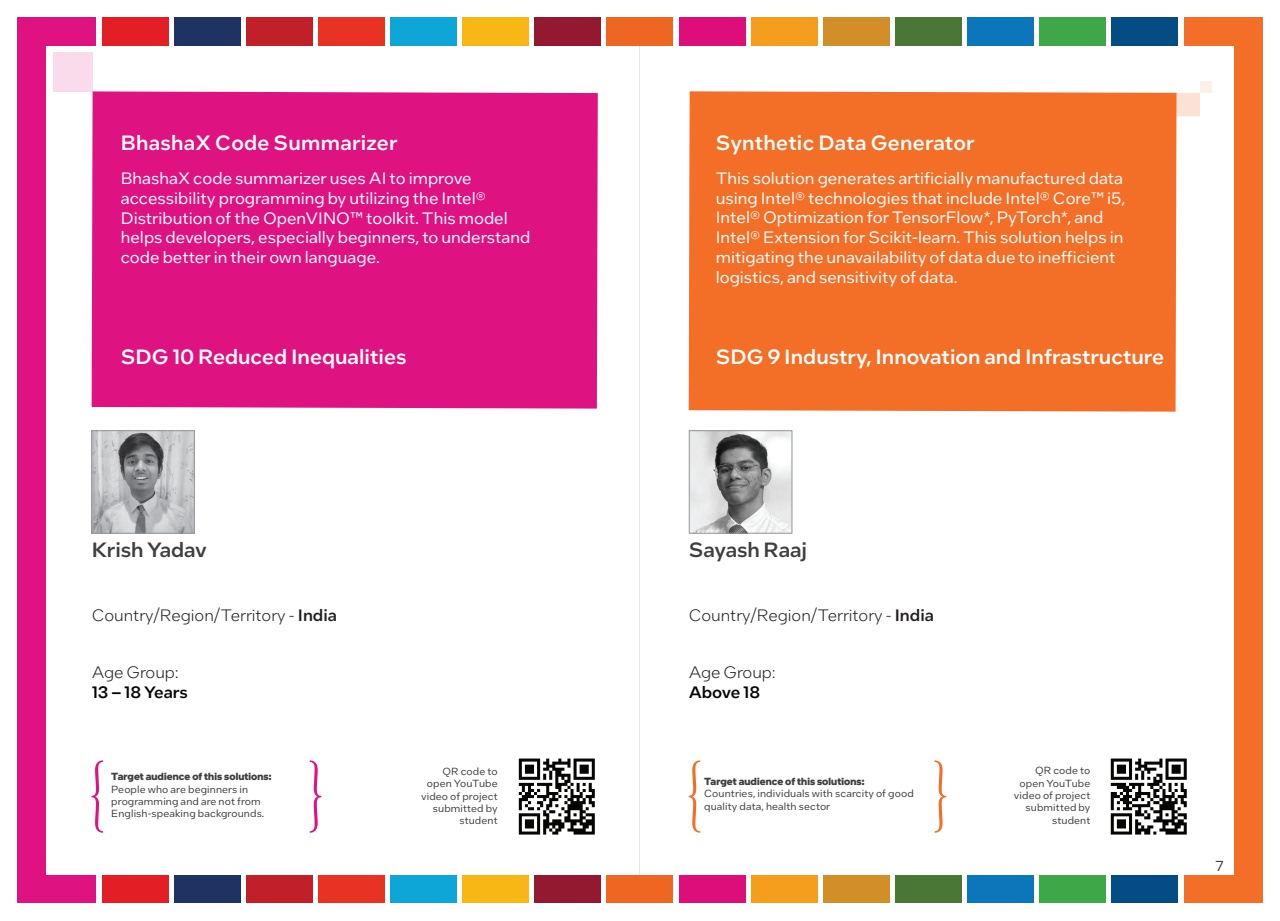 BhashaX Code Summarizer
BhashaX code summarizer uses AI to improve
accessibility programming by utilizing the Intel®
Distribution of the OpenVINO™ toolkit. This model
helps developers, especially beginners, to understand
code better in their own language.
SDG 10 Reduced Inequalities
Krish Yadav
Country/Region/Territory - India
Age Group:
13 – 18 Years
Target audience of this solutions:
People who are beginners in
programming and are not from
English-speaking backgrounds.
QR code to
open YouTube
video of project
submitted by
student
Synthetic Data Generator
This solution generates artificially manufactured data
using Intel® technologies that include Intel® Core™ i5,
Intel® Optimization for TensorFlow*, PyTorch*, and
Intel® Extension for Scikit-learn. This solution helps in
mitigating the unavailability of data due to inefficient
logistics, and sensitivity of data.
SDG 9 Industry, Innovation and Infrastructure
Sayash Raaj
Country/Region/Territory - India
Age Group:
Above 18
Target audience of this solutions:
Countries, individuals with scarcity of good
quality data, health sector
QR code to
open YouTube
video of project
submitted by
student
7